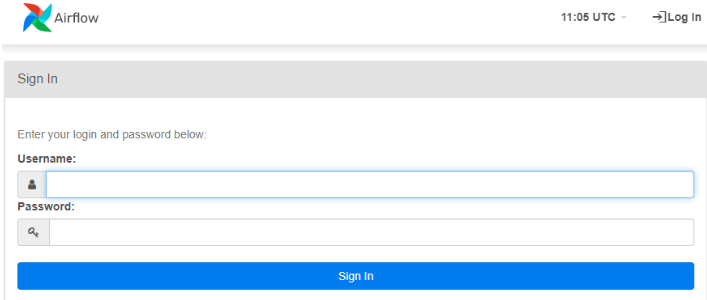 Airflow
11:05 UTC
Log In
Sign In
Enter your login and password below:
Username:
Password:
Sign In